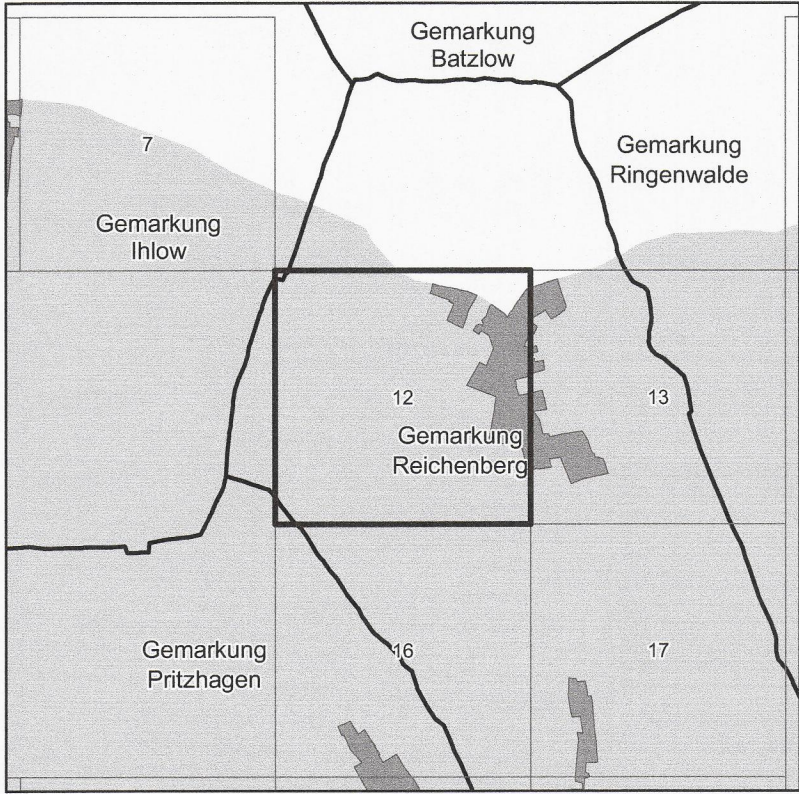 Gemarkung
Batzlow
7
Gemarkung
Ringenwalde
Gemarkung
Ihlow
12
13
Gemarkung
Reichenberg
16
17
Gemarkung
Pritzhagen